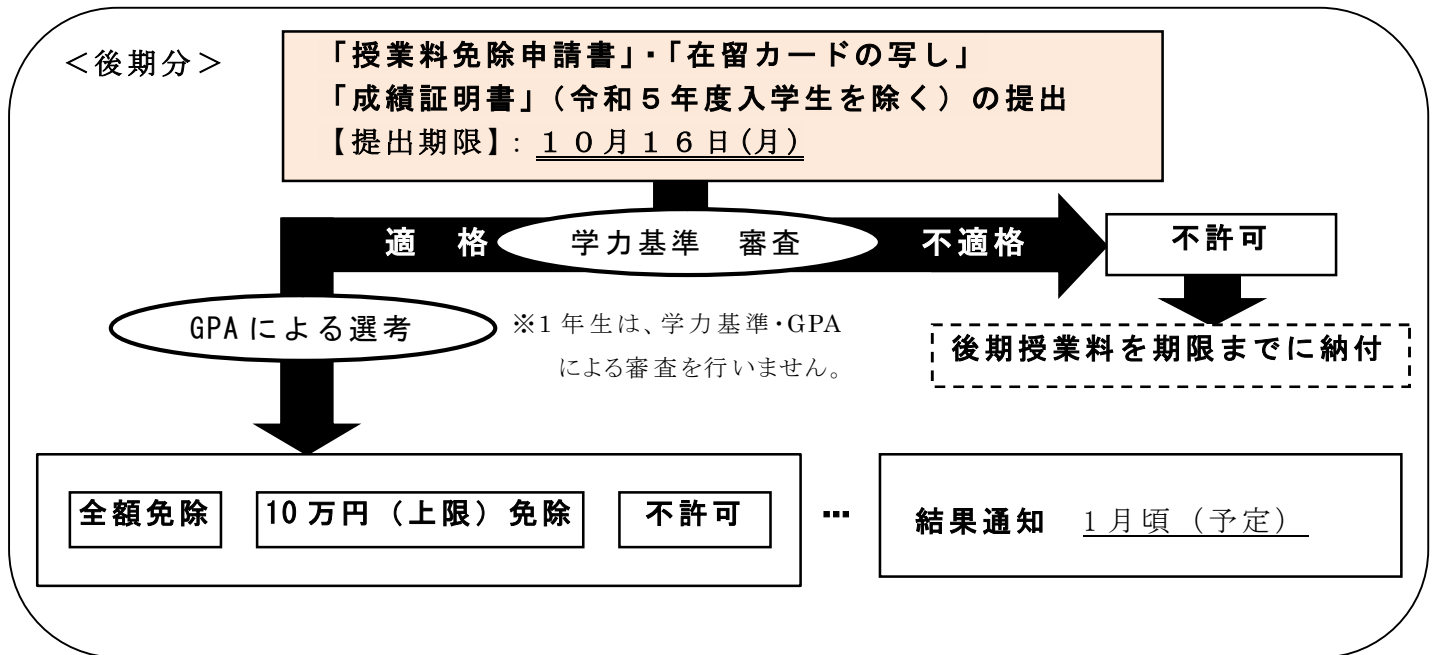 ＜後期分＞
「授業料免除申請書」・「在留カードの写し」
「成績証明書」（令和５年度入学生を除く）の提出
【提出期限】：１０月１６日(月)
適　格
学力基準　審査
不適格
不許可
GPA による選考
※1 年生は、学力基準・GPA
による審査を行いません。
後期授業料を期限までに納付
全額免除
10 万円（上限）免除
不許可
…
結果通知　1 月頃（予定）